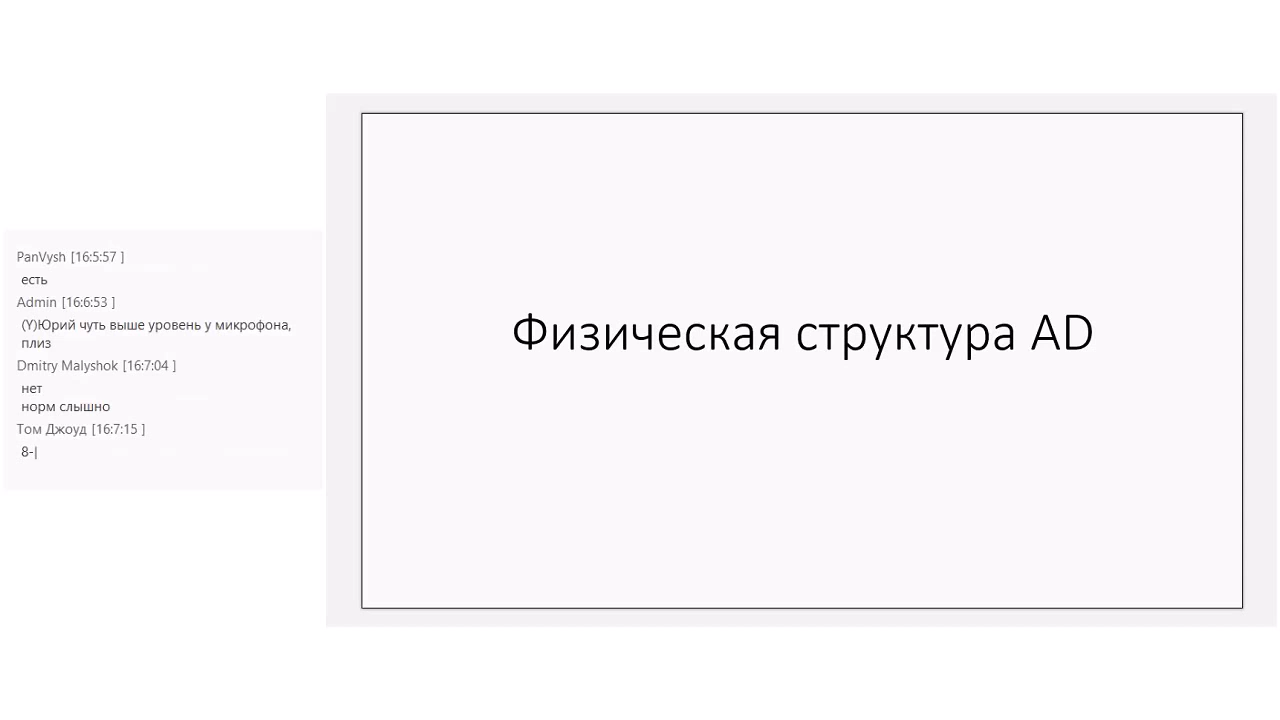 PanVysh [16:5:57 ]
есть
Admin [16:6:53 ]
(Y)Юрий чуть выше уровень у микрофона,
плиз
Dmitry Malyshok [16:7:04 ]
нет
норм слышно
Том Джоуд [16:7:15 ]
8-|
Физическая структура AD